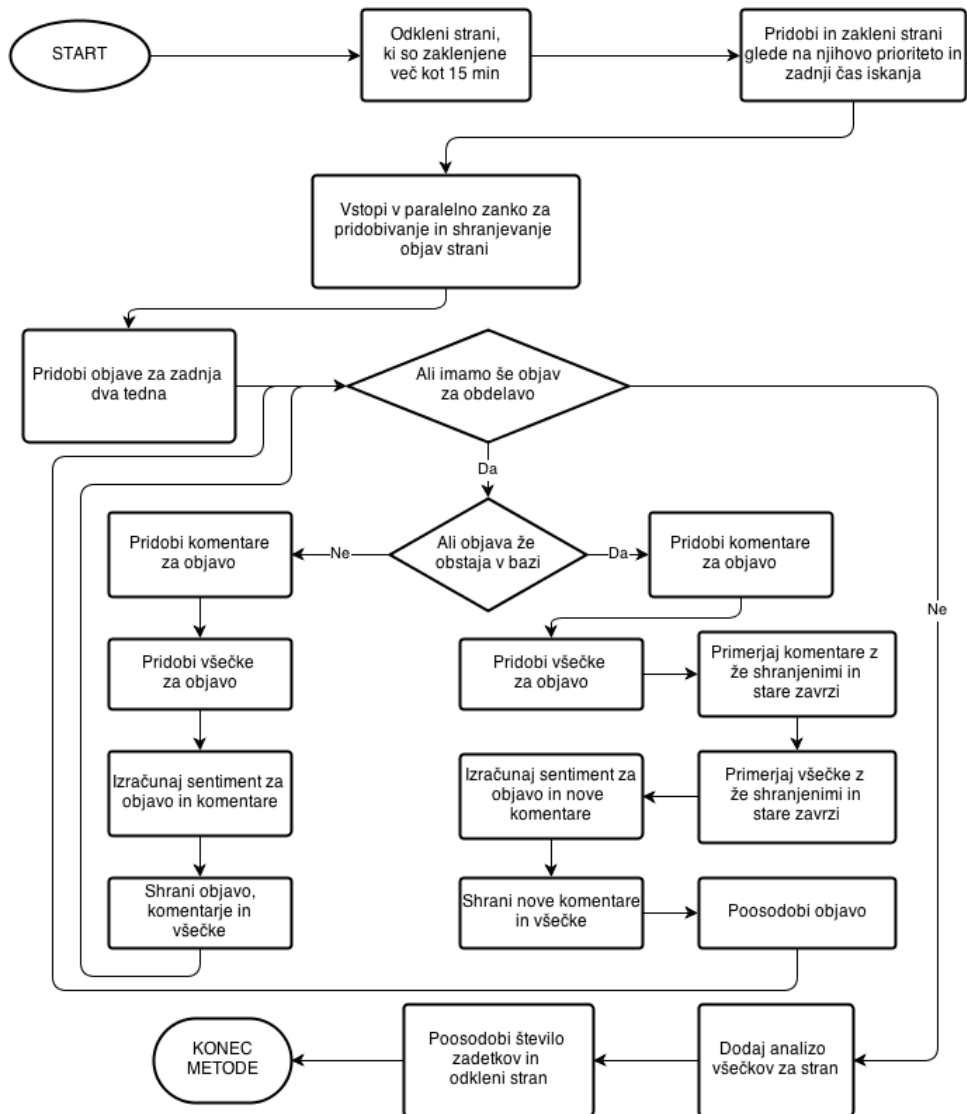 START
Odkleni strani,
ki so zaklenjene
več kot 15 min
Pridobi in zakleni strani
glede na njihovo prioriteto in
zadnji čas iskanja
Vstopi v paralelno zanko za
pridobivanje in shranjevanje
objav strani
Pridobi objave za zadnja
dva tedna
Ali imamo še objav
za obdelavo
Da
Ne
Ali objava že
obstaja v bazi
Ne
Da
Pridobi komentare
za objavo
Pridobi všečke
za objavo
Izračunaj sentiment za
objavo in komentare
Shrani objavo,
komentarje in
všečke
Pridobi komentare
za objavo
Pridobi všečke
za objavo
Primerjaj komentare z
že shranjenimi in
stare zavrzi
Primerjaj všečke z
že shranjenimi in
stare zavrzi
Izračunaj sentiment za
objavo in nove
komentare
Shrani nove komentare
in všečke
Poosodobi objavo
Dodaj analizo
všečkov za stran
Poosodobi število
zadetkov in
odkleni stran
KONEC
METODE